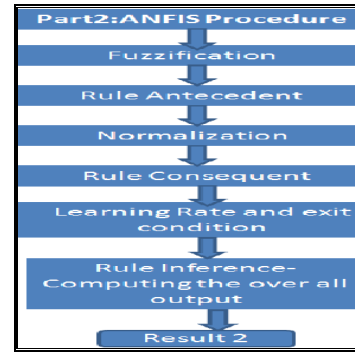 Part2:ANFIS Procedure
Fuzzification
Rule Antecedent
Normalization
Rule Consequent
Learning Rate and exit
condition
Rule Inference-
Computing the over all
output
Result 2